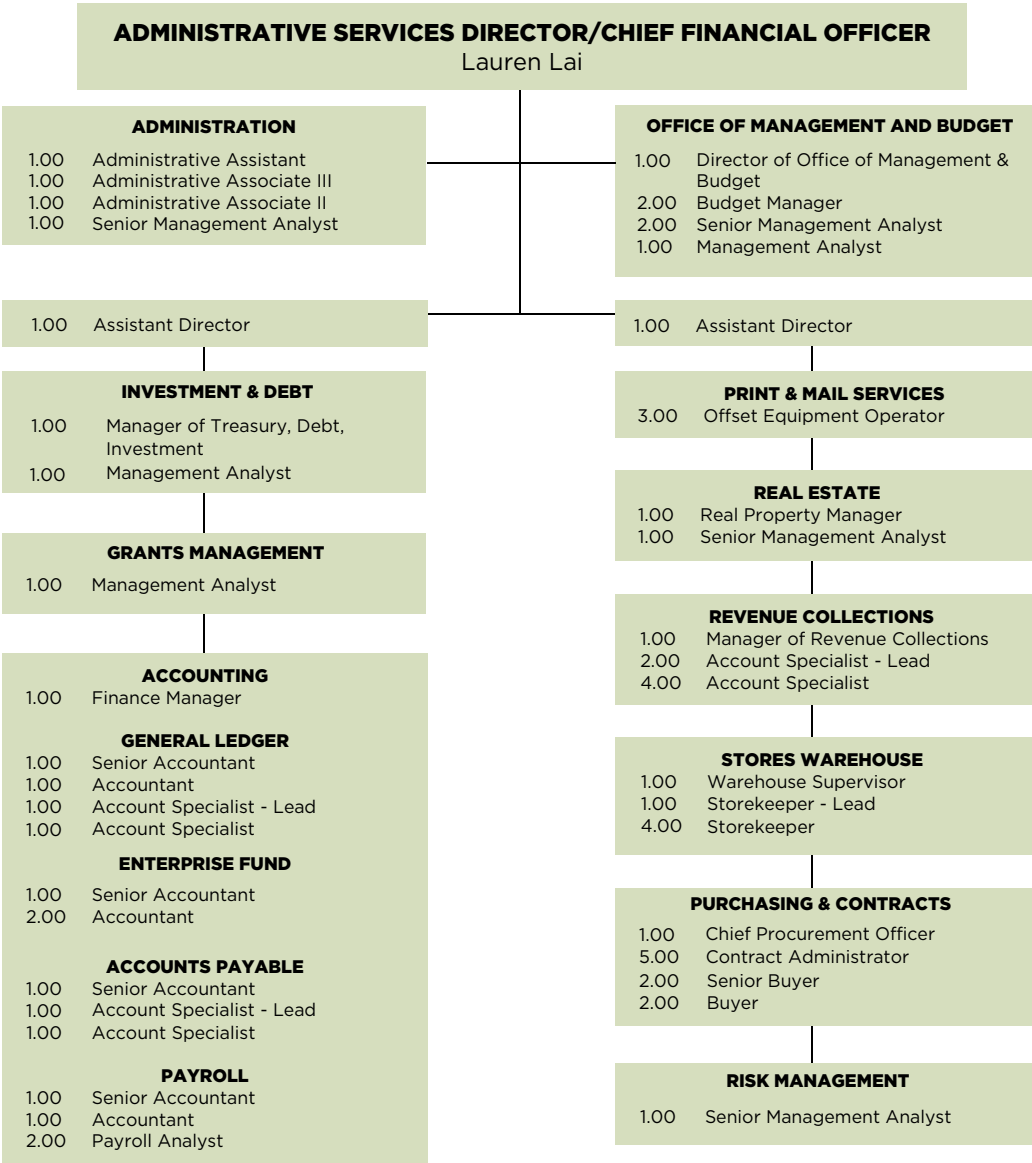 ADMINISTRATIVE SERVICES DIRECTOR/CHIEF FINANCIAL OFFICER
Lauren Lai
ADMINISTRATION
1.00 Administrative Assistant
1.00 Administrative Associate III
1.00 Administrative Associate II
1.00 Senior Management Analyst
OFFICE OF MANAGEMENT AND BUDGET
1.00 Director of Office of Management &
Budget
2.00 Budget Manager
2.00 Senior Management Analyst
1.00 Management Analyst
1.00 Assistant Director
INVESTMENT & DEBT
1.00 Manager of Treasury, Debt,
Investment
1.00 Management Analyst
GRANTS MANAGEMENT
1.00 Management Analyst
ACCOUNTING
1.00 Finance Manager
GENERAL LEDGER
1.00 Senior Accountant
1.00 Accountant
1.00 Account Specialist - Lead
1.00 Account Specialist
ENTERPRISE FUND
1.00 Senior Accountant
2.00 Accountant
ACCOUNTS PAYABLE
1.00 Senior Accountant
1.00 Account Specialist - Lead
1.00 Account Specialist
PAYROLL
1.00 Senior Accountant
1.00 Accountant
2.00 Payroll Analyst
1.00 Assistant Director
PRINT & MAIL SERVICES
3.00 Offset Equipment Operator
REAL ESTATE
1.00 Real Property Manager
1.00 Senior Management Analyst
REVENUE COLLECTIONS
1.00 Manager of Revenue Collections
2.00 Account Specialist - Lead
4.00 Account Specialist
STORES WAREHOUSE
1.00 Warehouse Supervisor
1.00 Storekeeper - Lead
4.00 Storekeeper
PURCHASING & CONTRACTS
1.00 Chief Procurement Officer
5.00 Contract Administrator
2.00 Senior Buyer
2.00 Buyer
RISK MANAGEMENT
1.00 Senior Management Analyst